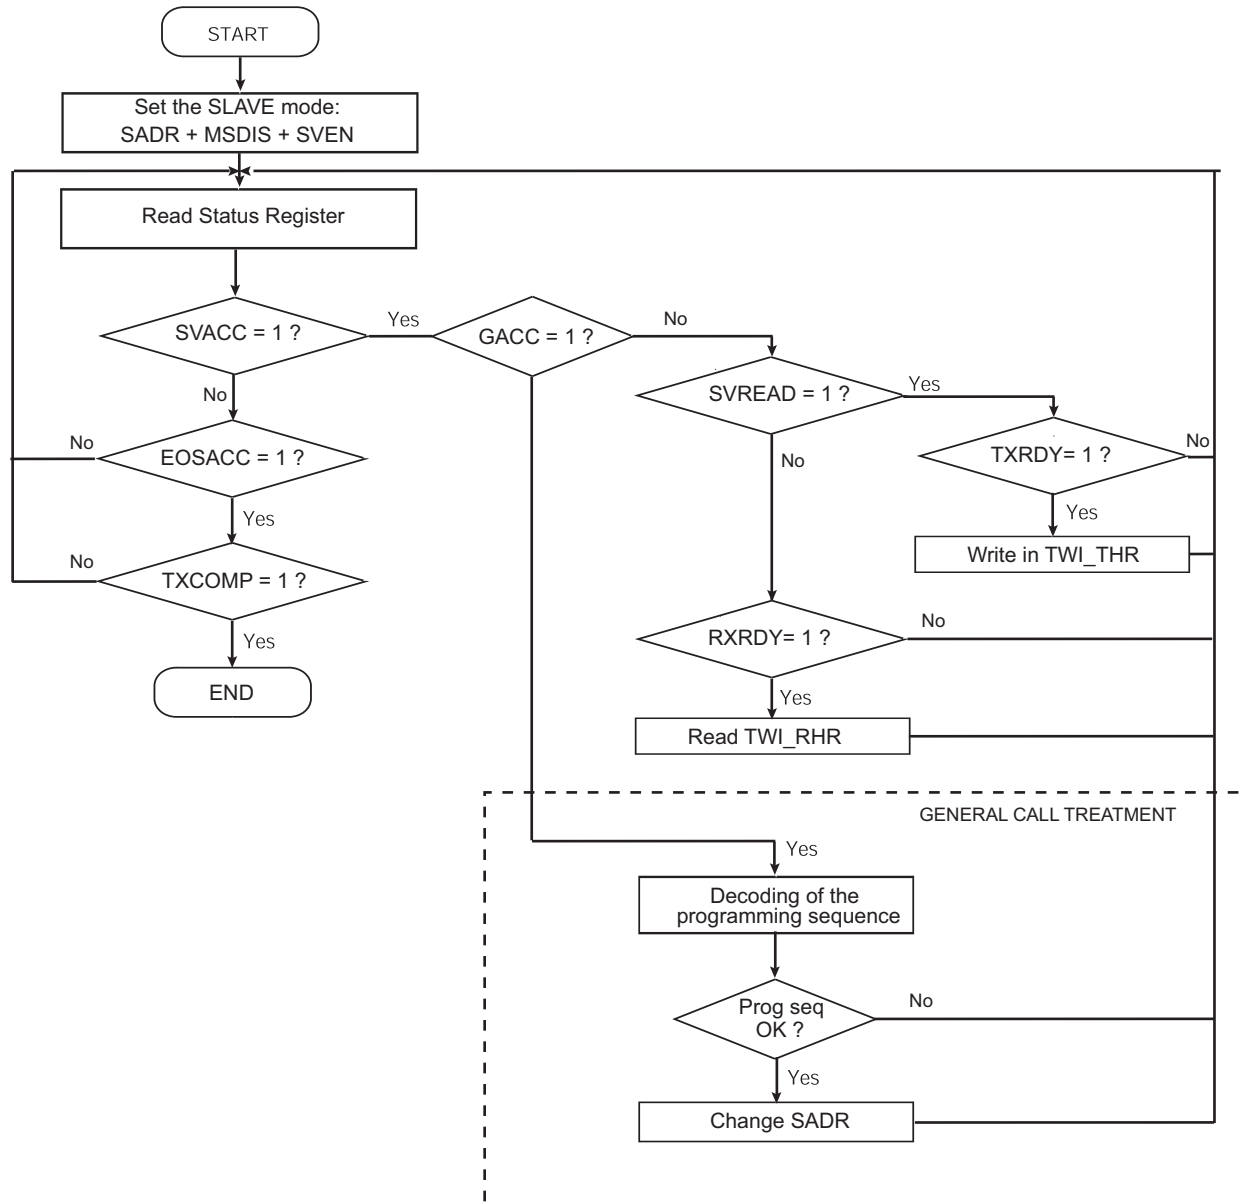 START
Set the SLAVE mode:
SADR + MSDIS + SVEN
Read Status Register
SVACC = 1 ?
Yes
GACC = 1 ?
No
SVREAD = 1 ?
Yes
No
EOSACC = 1 ?
No
No
TXRDY= 1 ?
No
Yes
Yes
Write in TWI_THR
TXCOMP = 1 ?
No
Yes
RXRDY= 1 ?
No
Yes
END
Read TWI_RHR
GENERAL CALL TREATMENT
Yes
Decoding of the
programming sequence
Prog seq
OK ?
No
Yes
Change SADR